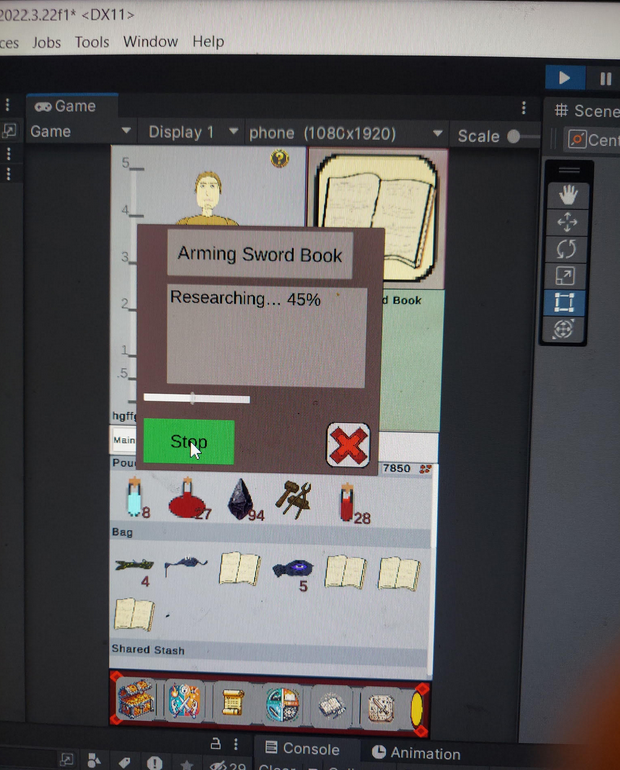 2022.3.22f1* <DX11>
ces Jobs Tools Window Help
Game
Scene
Game Display 1 phone (1080x1920) Scale
Cent
5
4
3
2
1
.5
Arming Sword Book
d Book
Researching... 45%
hgff
Main
Stop
Pou
7850
8
27
94
28
Bag
4
5
Shared Stash
29
Console
Animation
Clear